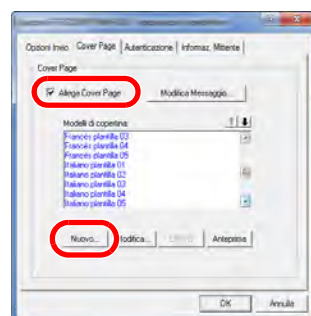 Opzioni Invio Cover Page Autenticazione Informaz. Mittente
Cover Page
Allega Cover Page Modifica Messaggio...
Modelli di copertina:
Francés plantilla 03
Francés plantilla 04
Francés plantilla 05
Italiano plantilla 01
Italiano plantilla 02
Italiano plantilla 03
Italiano plantilla 04
Italiano plantilla 05
Nuovo... Modifica... Anteprima
OK Annulla